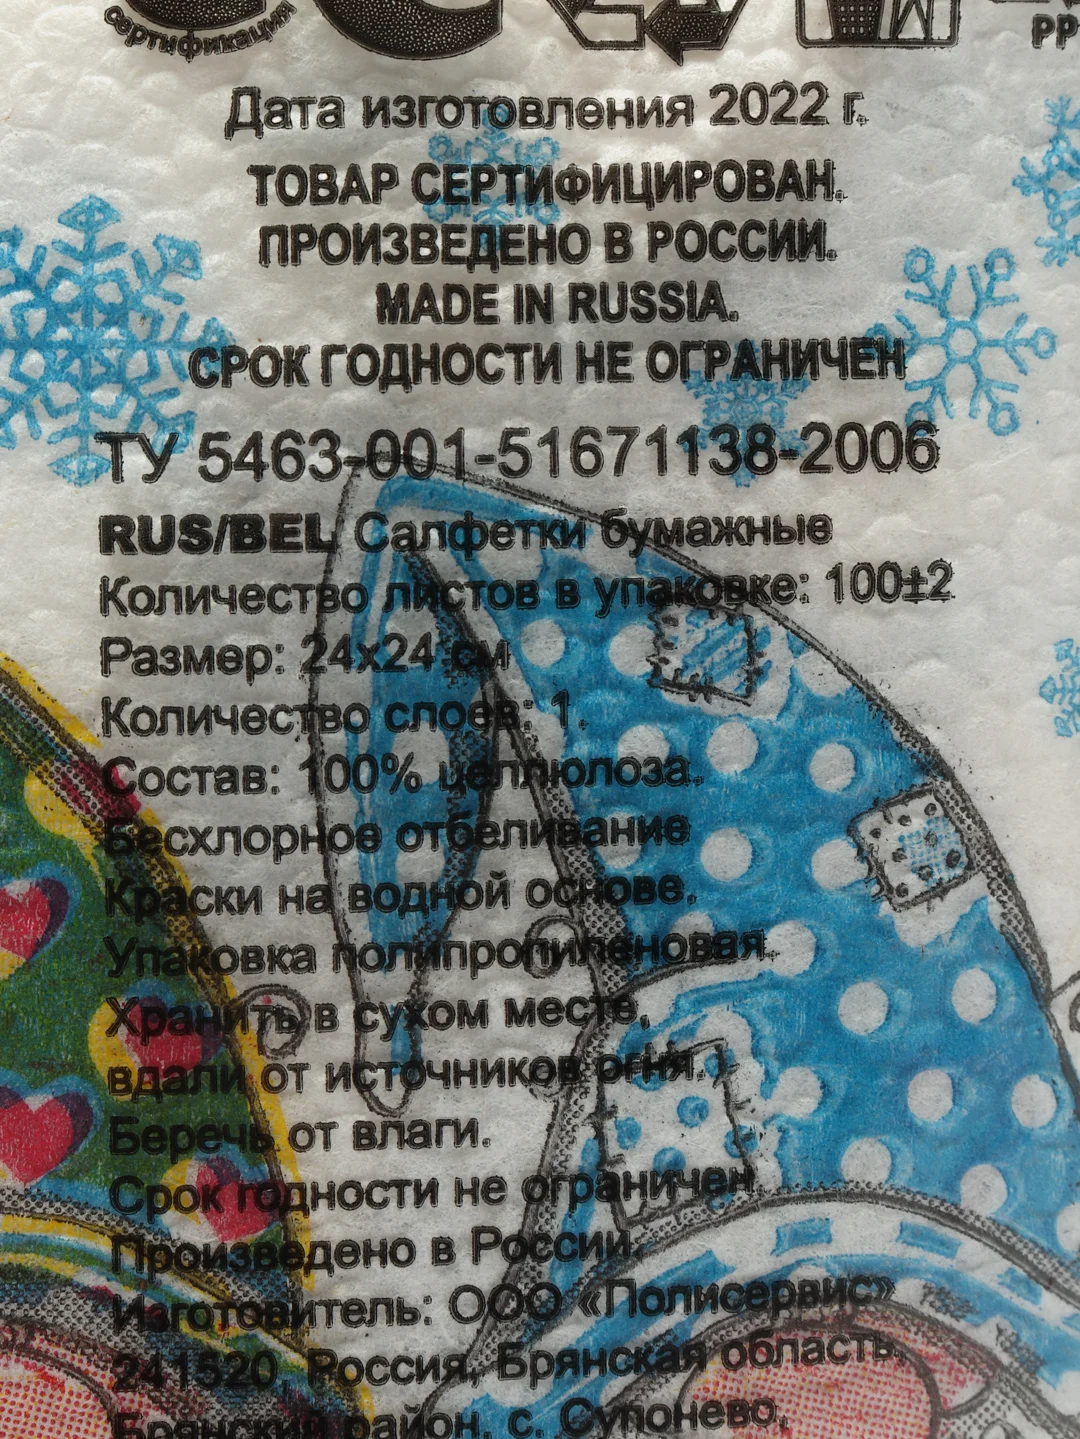 сертификации
PP
Дата изготовления 2022 г.
ТОВАР СЕРТИФИЦИРОВАН.
ПРОИЗВЕДЕНО В РОССИИ.
MADE IN RUSSIA.
СРОК ГОДНОСТИ НЕ ОГРАНИЧЕН
ТУ 5463-001-51671138-2006
RUS/BEL Салфетки бумажные
Количество листов в упаковке: 100±2
Размер: 24x24 см
Количество слоев: 1.
Состав: 100% целлюлоза.
Бесхлорное отбеливание
Краски на водной основе.
Упаковка полипропиленовая.
Хранить в сухом месте,
вдали от источников огня.
Беречь от влаги.
Срок годности не ограничен.
Произведено в России.
Изготовитель: ООО «Полисервис»
241520, Россия, Брянская область,
Брянский район, с. Супонево,